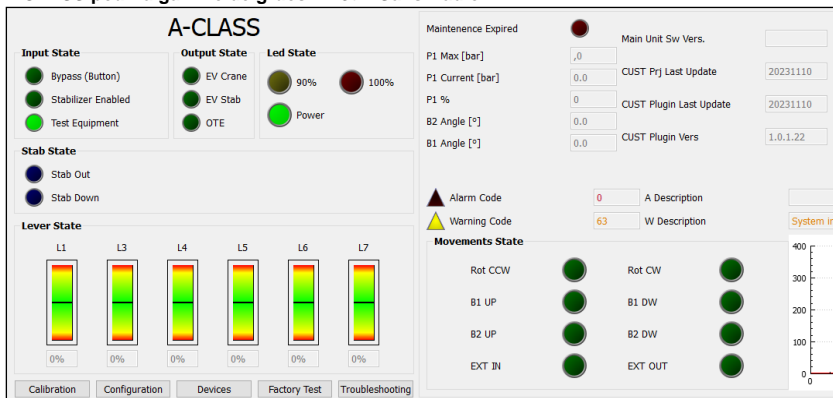 A-CLASS
Input State
Bypass (Button)
Stabilizer Enabled
Test Equipment
Output State
EV Crane
EV Stab
OTE
Led State
90%
100%
Power
Stab State
Stab Out
Stab Down
Lever State
L1 L3 L4 L5 L6 L7
0% 0% 0% 0% 0% 0%
Calibration Configuration Devices Factory Test Troubleshooting
Maintenence Expired
P1 Max [bar] ,0
P1 Current [bar] 0.0
P1 % 0
B2 Angle [º] 0.0
B1 Angle [º] 0.0
Main Unit Sw Vers.
CUST Prj Last Update 20231110
CUST Plugin Last Update 20231110
CUST Plugin Vers 1.0.1.22
Alarm Code 0 A Description
Warning Code 63 W Description System in
Movements State
Rot CCW Rot CW
B1 UP B1 DW
B2 UP B2 DW
EXT IN EXT OUT
400
300
200
100
0
0